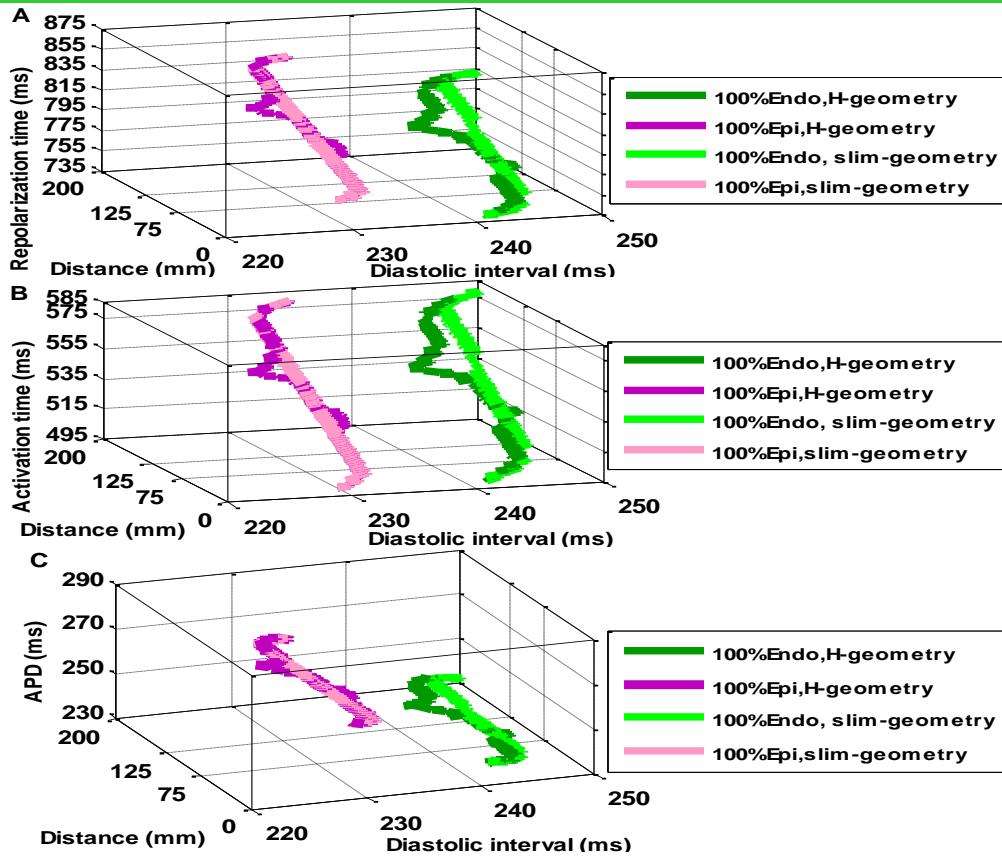 A
875
855
835
815
795
775
755
735
Repolarization time (ms)
200
125
75
0
Distance (mm)
220
230
240
250
Diastolic interval (ms)
100%Endo,H-geometry
100%Epi,H-geometry
100%Endo, slim-geometry
100%Epi,slim-geometry
B
585
575
555
535
515
495
Activation time (ms)
200
125
75
0
Distance (mm)
220
230
240
250
Diastolic interval (ms)
100%Endo,H-geometry
100%Epi,H-geometry
100%Endo, slim-geometry
100%Epi,slim-geometry
C
290
270
250
230
APD (ms)
200
125
75
0
Distance (mm)
220
230
240
250
Diastolic interval (ms)
100%Endo,H-geometry
100%Epi,H-geometry
100%Endo, slim-geometry
100%Epi,slim-geometry